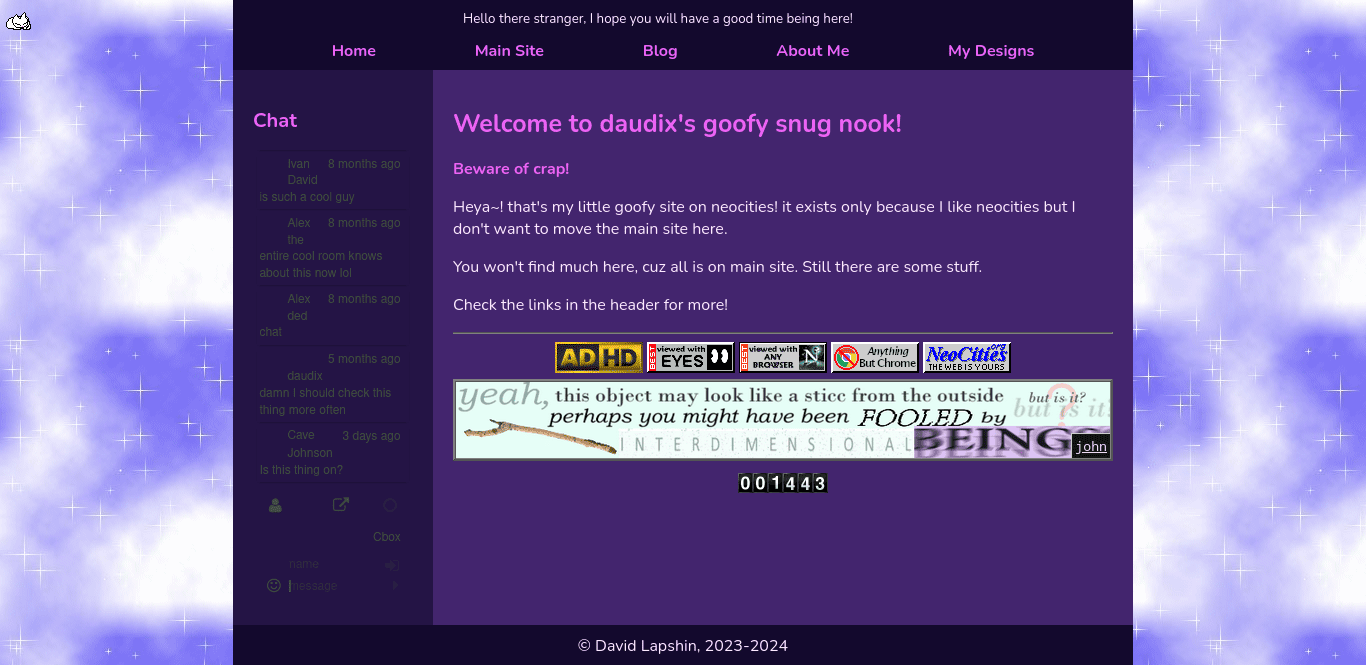 Hello there stranger, I hope you will have a good time being here!
Home Main Site Blog About Me My Designs
Chat
Ivan 8 months ago
David
is such a cool guy
Alex 8 months ago
the
entire cool room knows
about this now lol
Alex 8 months ago
ded
chat
5 months ago
daudix
damn I should check this
thing more often
Cave 3 days ago
Johnson
Is this thing on?
Cbox
name
message
Welcome to daudix's goofy snug nook!
Beware of crap!
Heya~! that's my little goofy site on neocities! it exists only because I like neocities but I
don't want to move the main site here.
You won't find much here, cuz all is on main site. Still there are some stuff.
Check the links in the header for more!
ADHD
BEST viewed with EYES
BEST viewed with ANY BROWSER N
Anything But Chrome
NeoCities.org THE WEB IS YOURS
yeah, this object may look like a sticc from the outside but is it? but is it?
perhaps you might have been FOOLED by
INTERDIMENSIONAL BEINGS
john
001443
© David Lapshin, 2023-2024